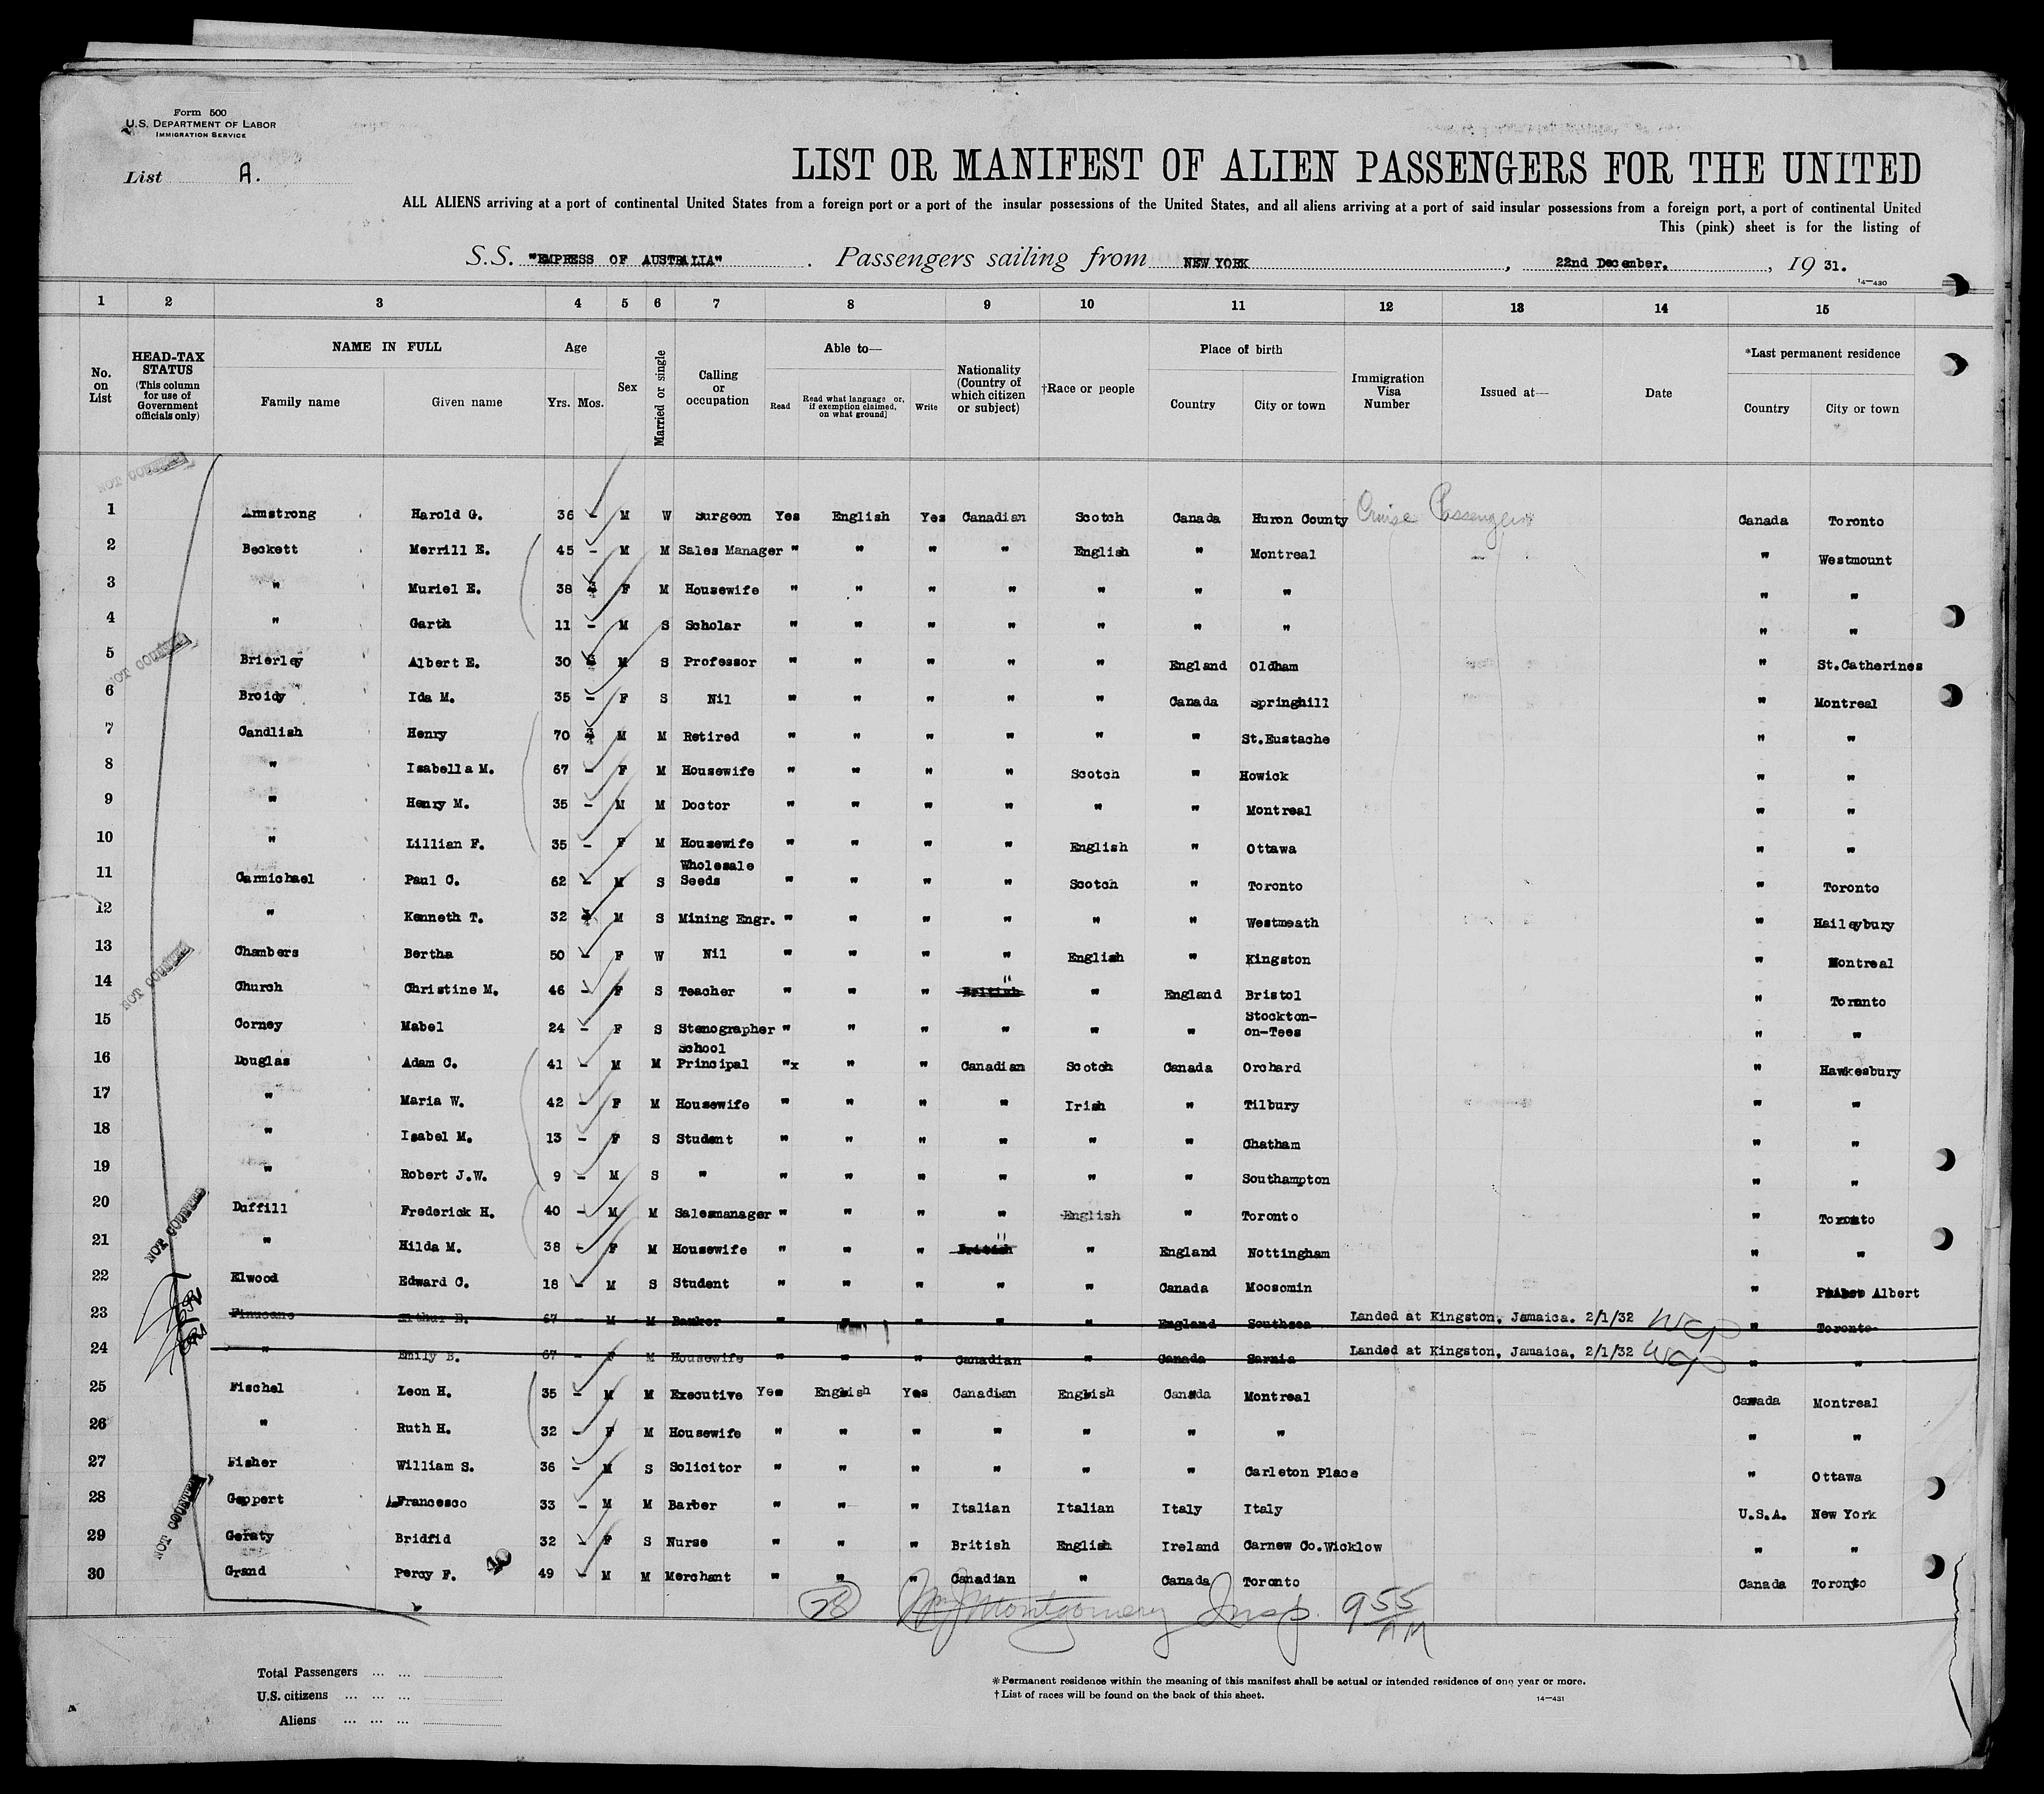 Form 500
U.S. DEPARTMENT OF LABOR
IMMIGRATION SERVICE
List A.
LIST OR MANIFEST OF ALIEN PASSENGERS FOR THE UNITED
ALL ALIENS arriving at a port of continental United States from a foreign port or a port of the insular possessions of the United States, and all aliens arriving at a port of said insular possessions from a foreign port, a port of continental United
This (pink) sheet is for the listing of
S.S. "EMPRESS OF AUSTRALIA" . Passengers sailing from NEW YORK , 22nd December. , 19 31.
14—430
1 2 3 4 5 6 7 8 9 10 11 12 13 14 15
No. on List
HEAD-TAX STATUS (This column for use of Government officials only)
NAME IN FULL
Family name Given name
Age
Yrs. Mos.
Sex
Married or single
Calling or occupation
Able to—
Read Read what language or, if exemption claimed, on what ground] Write
Nationality (Country of which citizen or subject)
†Race or people
Place of birth
Country City or town
Immigration Visa Number
Issued at—
Date
*Last permanent residence
Country City or town
NOT COUNTED
1 Armstrong Harold G. 36 - M W Surgeon Yes English Yes Canadian Scotch Canada Huron County Cruise Passengers Canada Toronto
2 Beckett Merrill E. 45 - M M Sales Manager " " " " English " Montreal " Westmount
3 " Muriel E. 38 F M Housewife " " " " " " " " "
4 " Garth 11 - M S Scholar " " " " " " " " "
NOT COUNTED
5 Brierley Albert E. 30 M S Professor " " " " " England Oldham " St.Catherines
6 Broidy Ida M. 35 - F S Nil " " " " " Canada Springhill " Montreal
7 Candlish Henry 70 M M Retired " " " " " " St.Eustache " "
8 " Isabella M. 67 - F M Housewife " " " " Scotch " Howick " "
9 " Henry M. 35 - M M Doctor " " " " " " Montreal " "
10 " Lillian F. 35 - F M Housewife " " " " English " Ottawa " "
11 Carmichael Paul C. 62 - M S Wholesale Seeds " " " " Scotch " Toronto " Toronto
12 " Kenneth T. 32 M S Mining Engr. " " " " " " Westmeath " Haileybury
13 Chambers Bertha 50 - F W Nil " " " " English " Kingston " Montreal
NOT COUNTED
14 Church Christine M. 46 - F S Teacher " " " British " " England Bristol " Toronto
15 Corney Mabel 24 - F S Stenographer " " " " " " Stockton-on-Tees " "
16 Douglas Adam C. 41 - M M School Principal "x " " Canadian Scotch Canada Orchard " Hawkesbury
17 " Maria W. 42 - F M Housewife " " " " Irish " Tilbury " "
18 " Isabel M. 13 - F S Student " " " " " " Chatham " "
19 " Robert J.W. 9 - M S " " " " " " " Southampton " "
20 Duffill Frederick H. 40 - M M Salesmanager " " " " English " Toronto " Toronto
NOT COUNTED
21 " Hilda M. 38 - F M Housewife " " " British " " England Nottingham " "
22 Elwood Edward C. 18 - M S Student " " " " " Canada Moosomin " Albert
23 Finucane Arthur B. 67 - M M Banker " " " " " England Southsea Landed at Kingston, Jamaica. 2/1/32 WCP " Toronto
24 " Emily B. 67 - F M Housewife " " " Canadian " Canada Sarnia Landed at Kingston, Jamaica. 2/1/32 WCP " "
25 Fischel Leon H. 35 - M M Executive Yes English Yes Canadian English Canada Montreal Canada Montreal
26 " Ruth H. 32 - F M Housewife " " " " " " " " "
27 Fisher William S. 36 - M S Solicitor " " " " " " Carleton Place " Ottawa
NOT COUNTED
28 Geppert Francesco 33 - M M Barber " " " Italian Italian Italy Italy U.S.A. New York
29 Geraty Bridfid 32 - F S Nurse " " " British English Ireland Carnew Co.Wicklow " "
30 Grand Percy F. 40 49 - M M Merchant " " " Canadian " Canada Toronto Canada Toronto
28 Wm J Montgomery Insp. 9 55 AM
Total Passengers ... ...
U.S. citizens ... ... ...
Aliens ... ... ...
*Permanent residence within the meaning of this manifest shall be actual or intended residence of one year or more.
†List of races will be found on the back of this sheet.
14—431